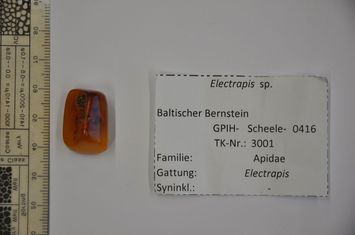 Electrapis sp.
Baltischer Bernstein
GPIH- Scheele- 0416
TK-Nr.: 3001
Familie: Apidae
Gattung: Electrapis
Syninkl.: -